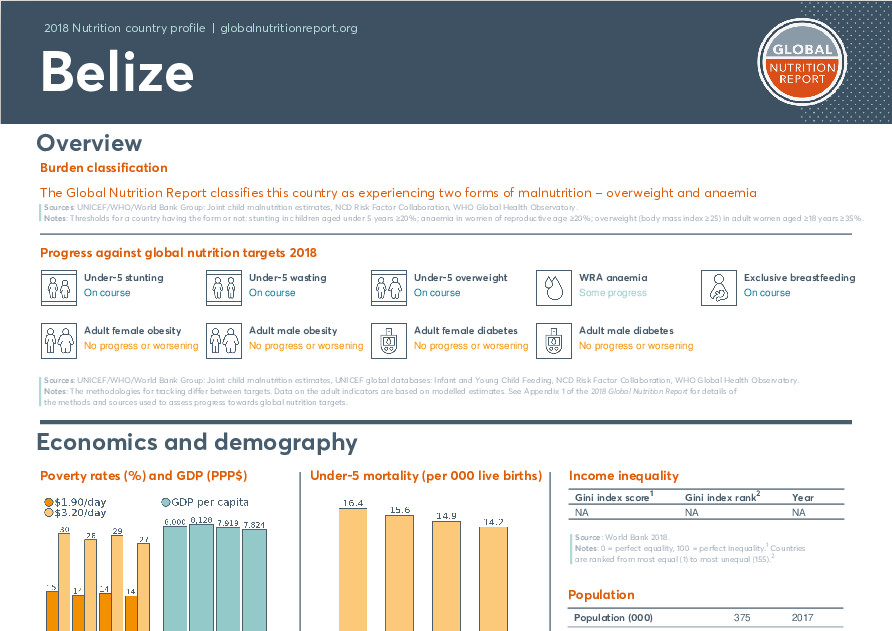 2018 Nutrition country profile | globalnutritionreport.org
Belize
GLOBAL
NUTRITION
REPORT
Overview
Burden classification
The Global Nutrition Report classifies this country as experiencing two forms of malnutrition – overweight and anaemia
Sources: UNICEF/WHO/World Bank Group: Joint child malnutrition estimates, NCD Risk Factor Collaboration, WHO Global Health Observatory.
Notes: Thresholds for a country having the form or not: stunting in children aged under 5 years ≥20%; anaemia in women of reproductive age ≥20%; overweight (body mass index ≥25) in adult women aged ≥18 years ≥35%.
Progress against global nutrition targets 2018
Under-5 stunting
On course
Under-5 wasting
On course
Under-5 overweight
On course
WRA anaemia
Some progress
Exclusive breastfeeding
On course
Adult female obesity
No progress or worsening
Adult male obesity
No progress or worsening
Adult female diabetes
No progress or worsening
Adult male diabetes
No progress or worsening
Sources: UNICEF/WHO/World Bank Group: Joint child malnutrition estimates, UNICEF global databases: Infant and Young Child Feeding, NCD Risk Factor Collaboration, WHO Global Health Observatory.
Notes: The methodologies for tracking differ between targets. Data on the adult indicators are based on modelled estimates. See Appendix 1 of the 2018 Global Nutrition Report for details of
the methods and sources used to assess progress towards global nutrition targets.
Economics and demography
Poverty rates (%) and GDP (PPP$)
$1.90/day
$3.20/day
GDP per capita
30 28 29 27
15 14 14 14
8,000 8,128 7,919 7,824
Under-5 mortality (per 000 live births)
16.4 15.6 14.9 14.2
Income inequality
Gini index score1 Gini index rank2 Year
NA NA NA
Source: World Bank 2018.
Notes: 0 = perfect equality, 100 = perfect inequality.1 Countries
are ranked from most equal (1) to most unequal (155).2
Population
Population (000) 375 2017